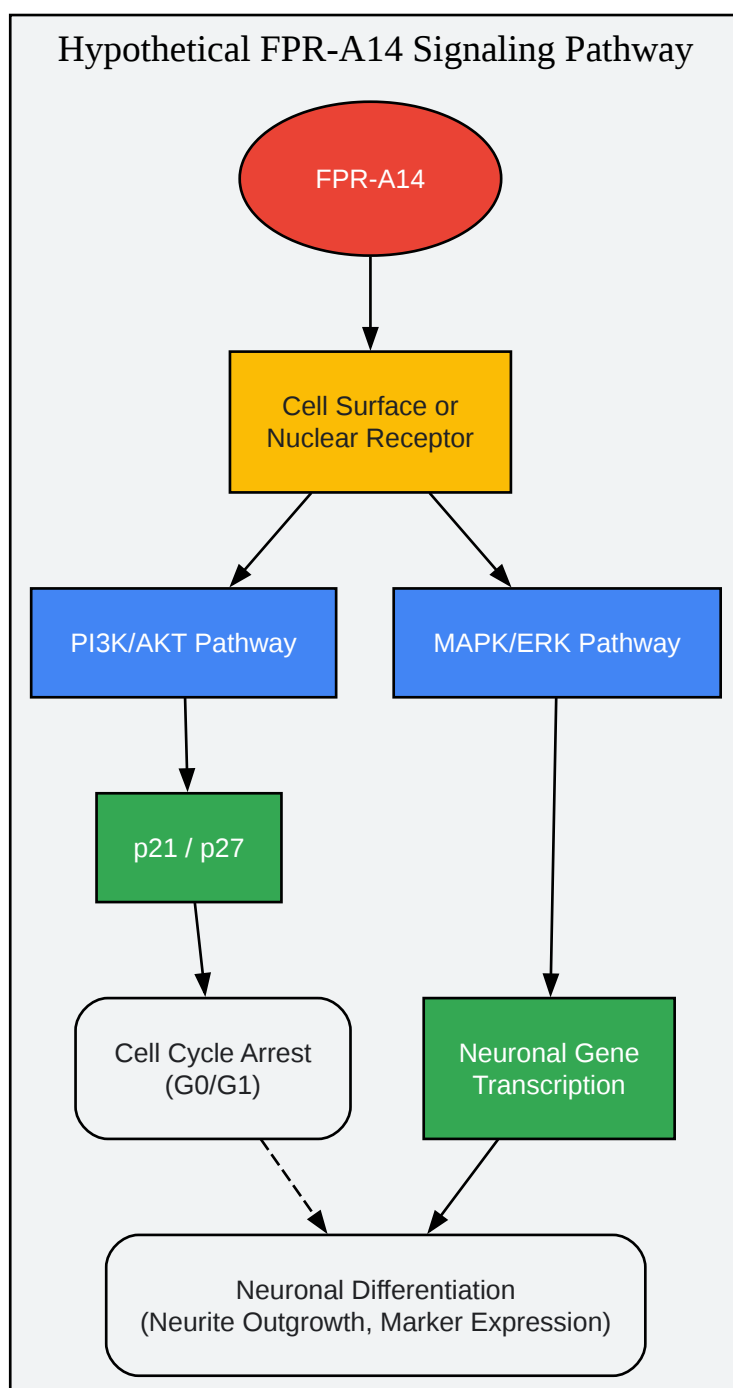 Hypothetical FPR-A14 Signaling Pathway
FPR-A14
Cell Surface or
Nuclear Receptor
PI3K/AKT Pathway
MAPK/ERK Pathway
p21 / p27
Cell Cycle Arrest
(G0/G1)
Neuronal Gene
Transcription
Neuronal Differentiation
(Neurite Outgrowth, Marker Expression)